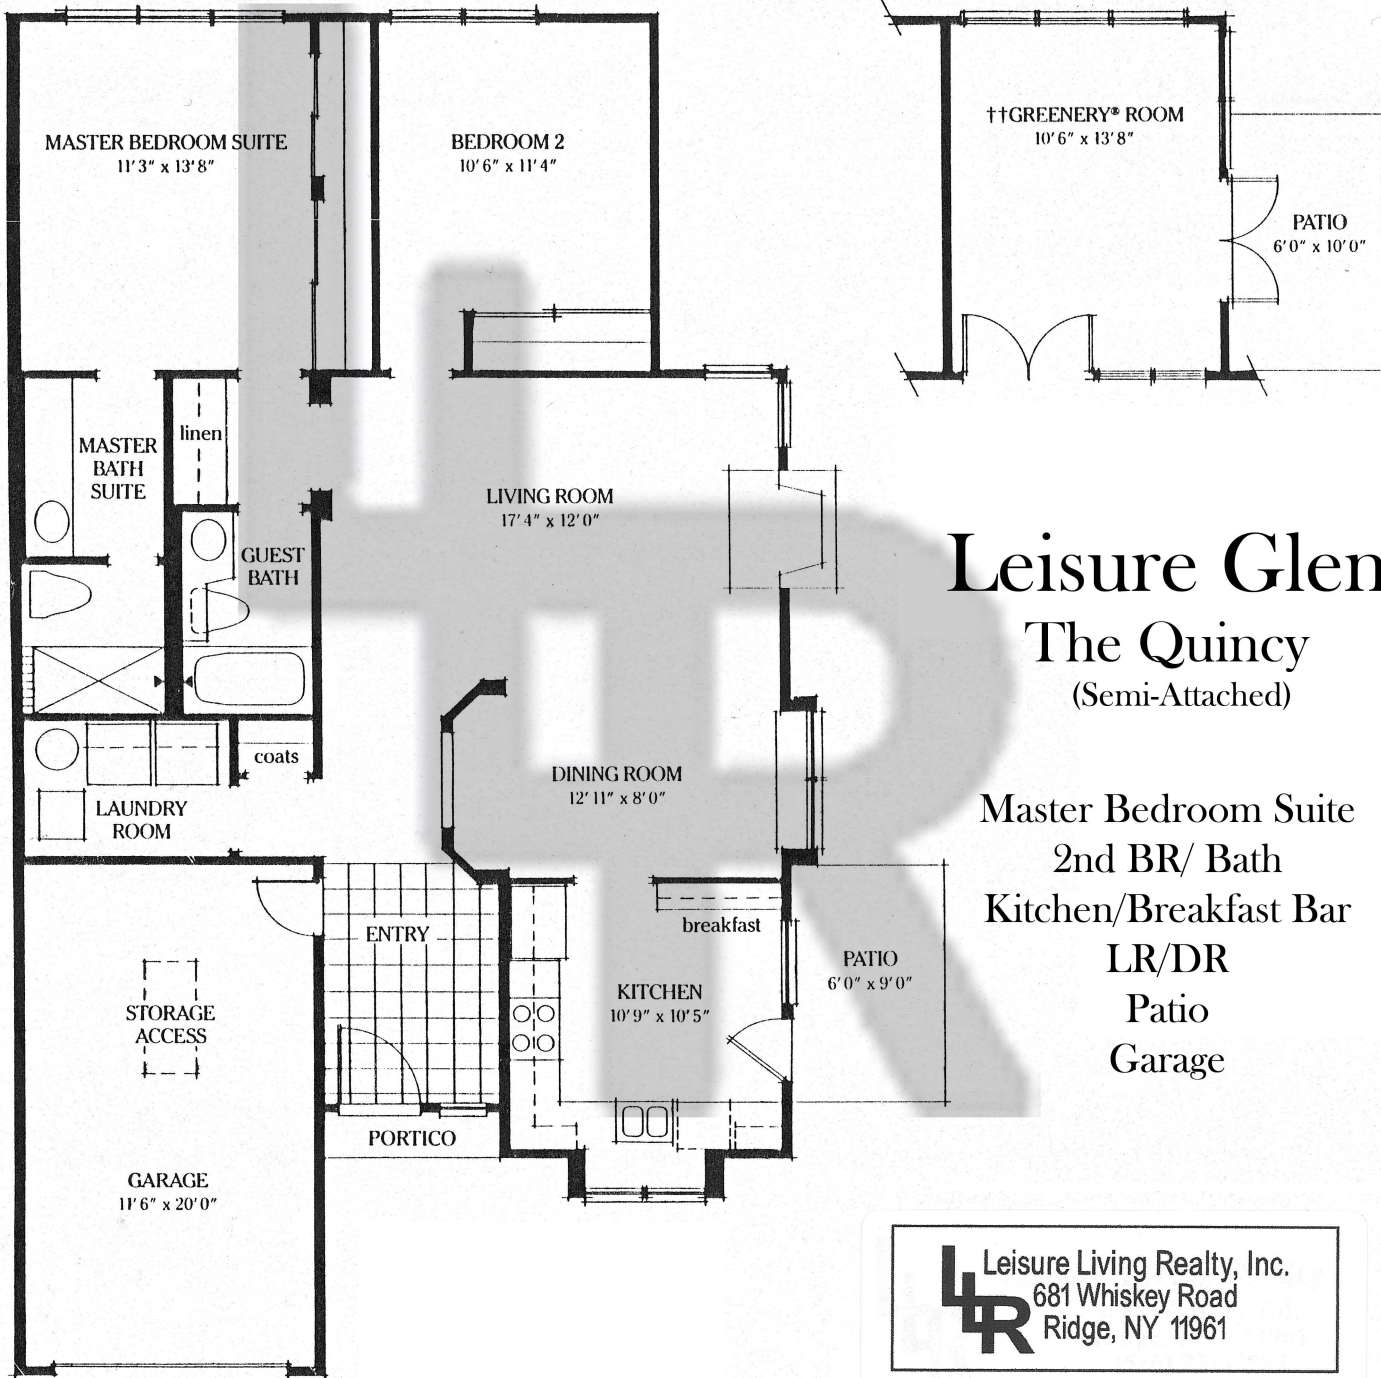 MASTER BEDROOM SUITE
11'3" x 13'8"
BEDROOM 2
10'6" x 11'4"
††GREENERY® ROOM
10'6" x 13'8"
PATIO
6'0" x 10'0"
MASTER
BATH
SUITE
linen
GUEST
BATH
LIVING ROOM
17'4" x 12'0"
Leisure Glen
The Quincy
(Semi-Attached)
coats
LAUNDRY
ROOM
DINING ROOM
12'11" x 8'0"
Master Bedroom Suite
2nd BR/ Bath
Kitchen/Breakfast Bar
LR/DR
Patio
Garage
ENTRY
breakfast
KITCHEN
10'9" x 10'5"
PATIO
6'0" x 9'0"
STORAGE
ACCESS
PORTICO
GARAGE
11'6" x 20'0"
LLR
Leisure Living Realty, Inc.
681 Whiskey Road
Ridge, NY 11961